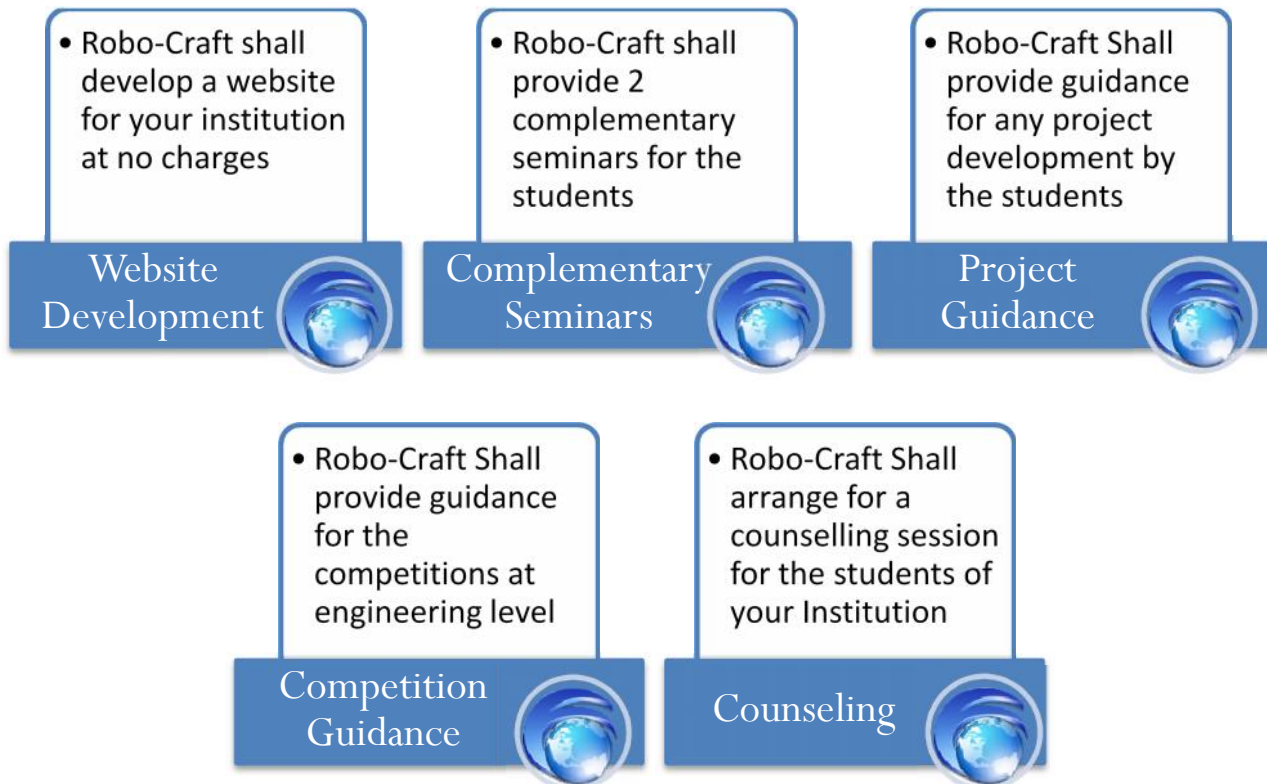 • Robo-Craft shall
develop a website
for your institution
at no charges
Website
Development
• Robo-Craft shall
provide 2
complementary
seminars for the
students
Complementary
Seminars
• Robo-Craft Shall
provide guidance
for any project
development by
the students
Project
Guidance
• Robo-Craft Shall
provide guidance
for the
competitions at
engineering level
Competition
Guidance
• Robo-Craft Shall
arrange for a
counselling session
for the students of
your Institution
Counseling